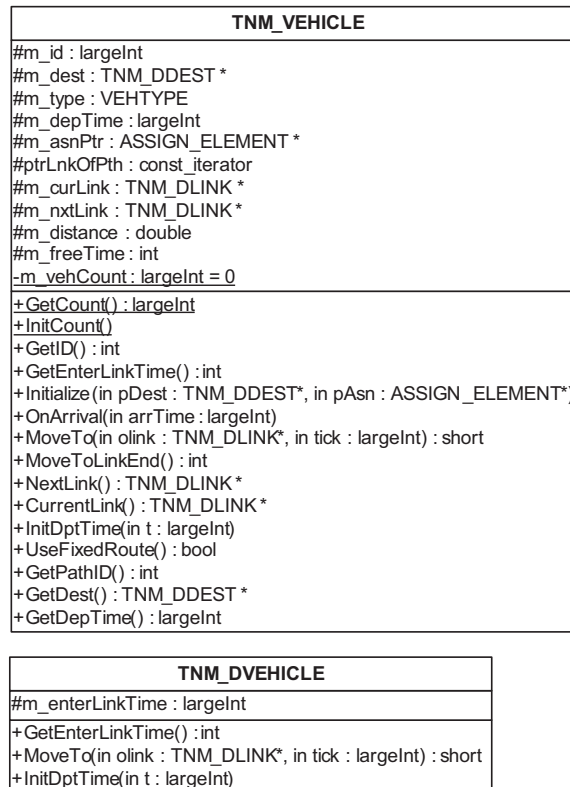 TNM_VEHICLE
#m_id : largeInt
#m_dest : TNM_DDEST *
#m_type : VEHTYPE
#m_depTime : largeInt
#m_asnPtr : ASSIGN_ELEMENT *
#ptrLnkOfPth : const_iterator
#m_curLink : TNM_DLINK *
#m_nxtLink : TNM_DLINK *
#m_distance : double
#m_freeTime : int
-m_vehCount : largeInt = 0
+GetCount() : largeInt
+InitCount()
+GetID() : int
+GetEnterLinkTime() : int
+Initialize(in pDest : TNM_DDEST*, in pAsn : ASSIGN_ELEMENT*)
+OnArrival(in arrTime : largeInt)
+MoveTo(in olink : TNM_DLINK*, in tick : largeInt) : short
+MoveToLinkEnd() : int
+NextLink() : TNM_DLINK *
+CurrentLink() : TNM_DLINK *
+InitDptTime(in t : largeInt)
+UseFixedRoute() : bool
+GetPathID() : int
+GetDest() : TNM_DDEST *
+GetDepTime() : largeInt
TNM_DVEHICLE
#m_enterLinkTime : largeInt
+GetEnterLinkTime() : int
+MoveTo(in olink : TNM_DLINK*, in tick : largeInt) : short
+InitDptTime(in t : largeInt)